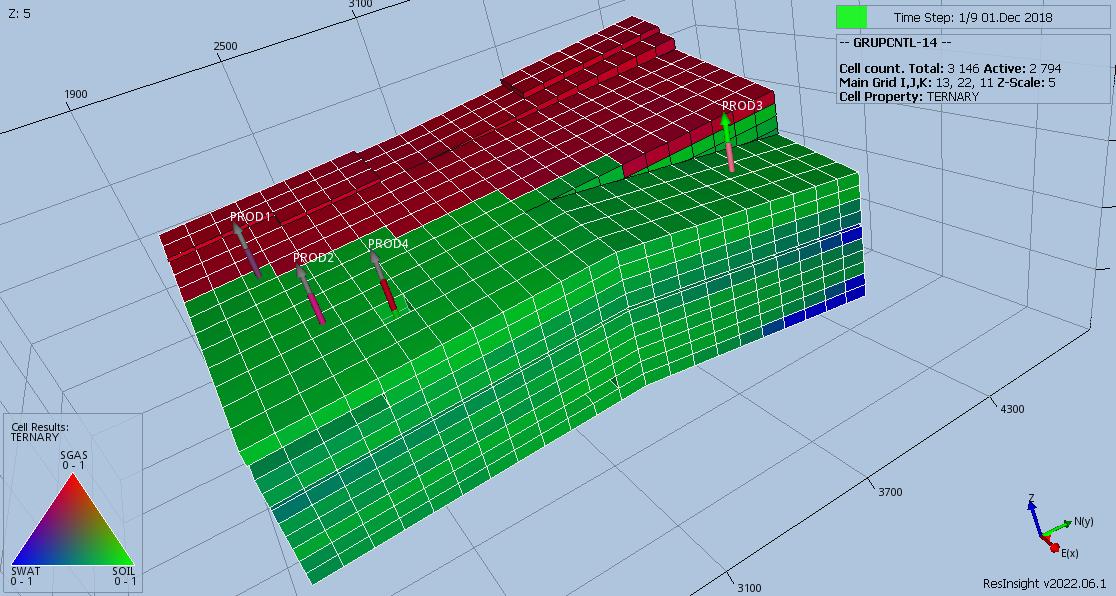 Z: 5
3100
2500
1900
Time Step: 1/9 01.Dec 2018
-- GRUPCNTL-14 --
Cell count. Total: 3 146 Active: 2 794
Main Grid I,J,K: 13, 22, 11 Z-Scale: 5
Cell Property: TERNARY
PROD3
PROD1
PROD4
PROD2
4300
3700
3100
Cell Results:
TERNARY
SGAS
0 - 1
SWAT SOIL
0 - 1 0 - 1
Z
N(y)
E(x)
ResInsight v2022.06.1